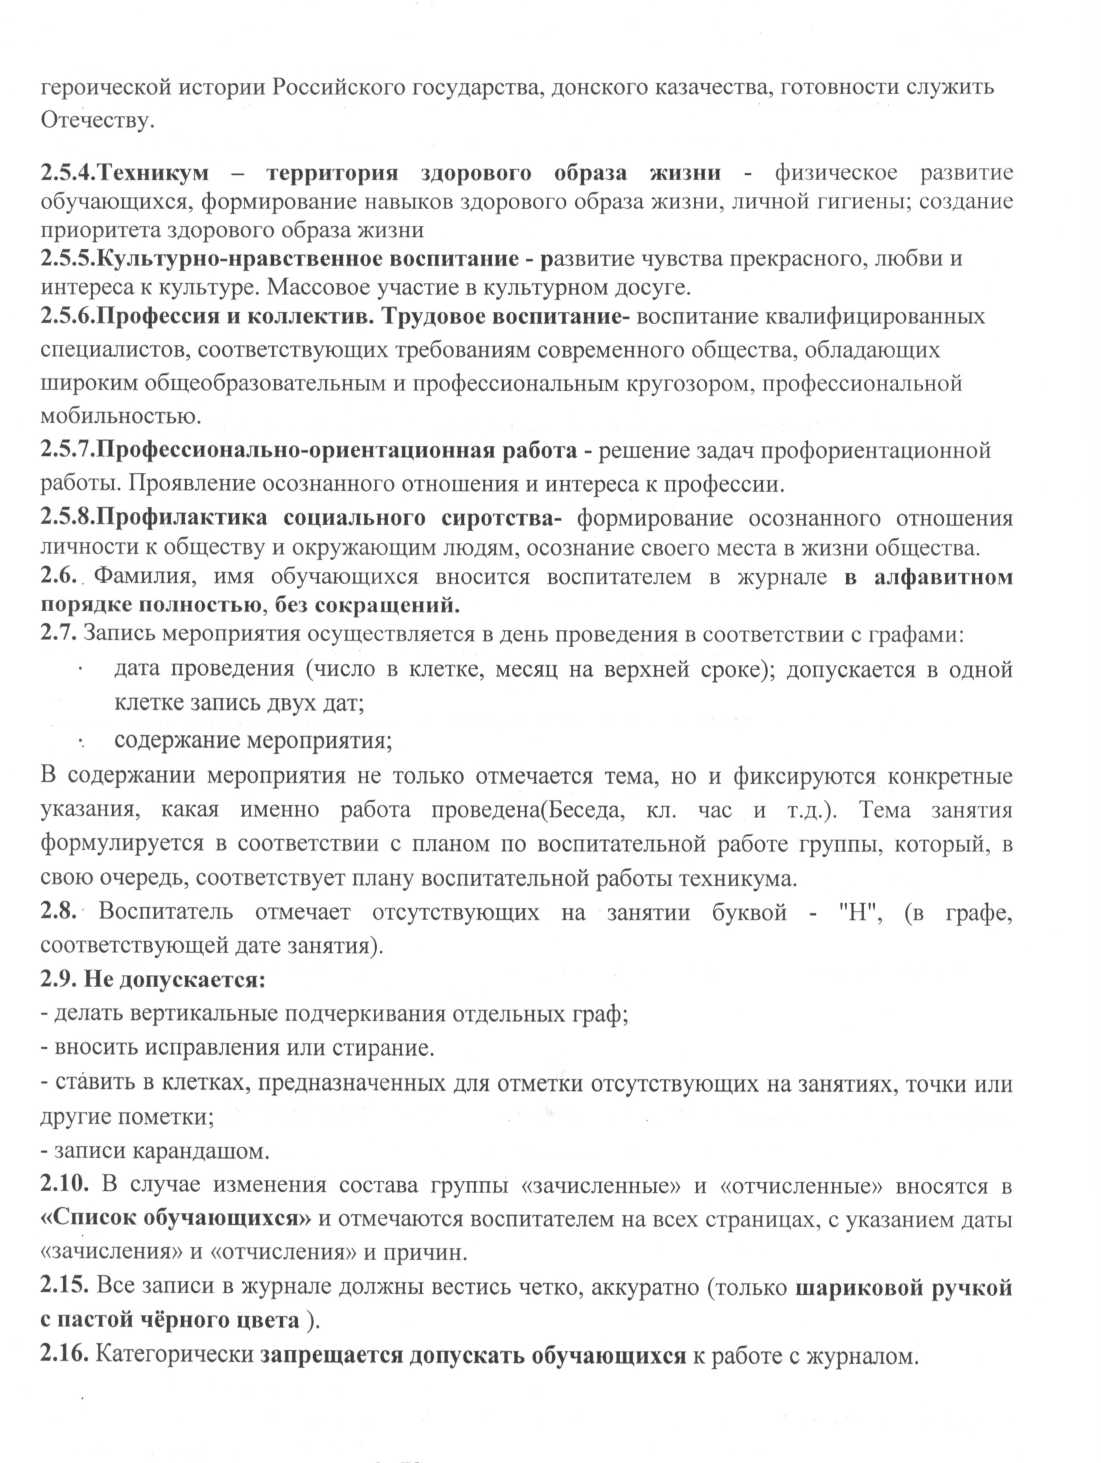 героической истории Российского государства, донского казачества, готовности служить
Отечеству.
2.5.4.Техникум – территория здорового образа жизни - физическое развитие
обучающихся, формирование навыков здорового образа жизни, личной гигиены; создание
приоритета здорового образа жизни
2.5.5.Культурно-нравственное воспитание - развитие чувства прекрасного, любви и
интереса к культуре. Массовое участие в культурном досуге.
2.5.6.Профессия и коллектив. Трудовое воспитание- воспитание квалифицированных
специалистов, соответствующих требованиям современного общества, обладающих
широким общеобразовательным и профессиональным кругозором, профессиональной
мобильностью.
2.5.7.Профессионально-ориентационная работа - решение задач профориентационной
работы. Проявление осознанного отношения и интереса к профессии.
2.5.8.Профилактика социального сиротства- формирование осознанного отношения
личности к обществу и окружающим людям, осознание своего места в жизни общества.
2.6. Фамилия, имя обучающихся вносится воспитателем в журнале в алфавитном
порядке полностью, без сокращений.
2.7. Запись мероприятия осуществляется в день проведения в соответствии с графами:
· дата проведения (число в клетке, месяц на верхней сроке); допускается в одной
клетке запись двух дат;
· содержание мероприятия;
В содержании мероприятия не только отмечается тема, но и фиксируются конкретные
указания, какая именно работа проведена(Беседа, кл. час и т.д.). Тема занятия
формулируется в соответствии с планом по воспитательной работе группы, который, в
свою очередь, соответствует плану воспитательной работы техникума.
2.8. Воспитатель отмечает отсутствующих на занятии буквой - "Н", (в графе,
соответствующей дате занятия).
2.9. Не допускается:
- делать вертикальные подчеркивания отдельных граф;
- вносить исправления или стирание.
- ставить в клетках, предназначенных для отметки отсутствующих на занятиях, точки или
другие пометки;
- записи карандашом.
2.10. В случае изменения состава группы «зачисленные» и «отчисленные» вносятся в
«Список обучающихся» и отмечаются воспитателем на всех страницах, с указанием даты
«зачисления» и «отчисления» и причин.
2.15. Все записи в журнале должны вестись четко, аккуратно (только шариковой ручкой
с пастой чёрного цвета ).
2.16. Категорически запрещается допускать обучающихся к работе с журналом.